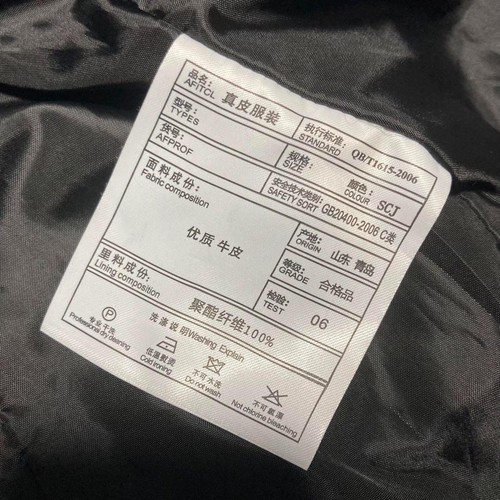 品名: 真皮服装
AFITCL
执行标准: QB/T1615-2006
STANDARD
型号:
TYPES
规格:
SIZE
颜色: SCJ
COLOUR
货号:
AFPROF
安全技术类别: GB20400-2006 C类
SAFETY SORT
面料成份:
Fabric composition
优质 牛皮
产地: 山东 青岛
ORIGIN
等级: 合格品
GRADE
里料成份:
Lining composition
检验: 06
TEST
聚酯纤维100%
洗涤说明Washing Explain
专业干洗
Professional dry cleaning
低温熨烫
Cold ironing
不可水洗
Do not wash
不可氯漂
Not chlorine bleaching